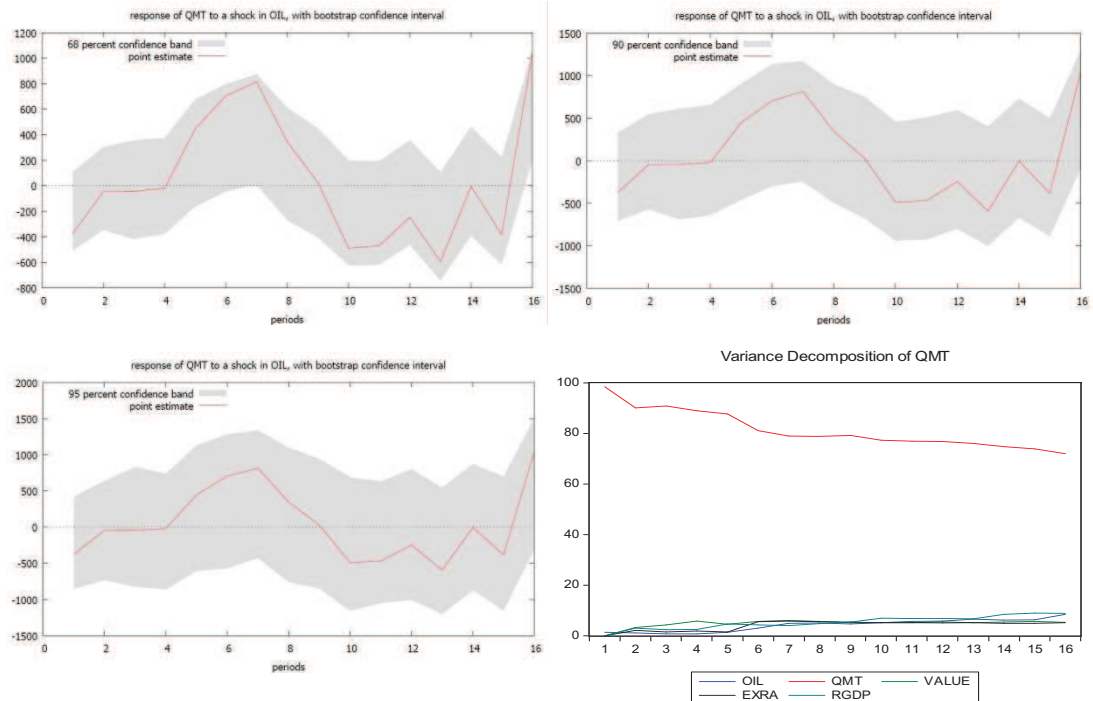 response of QMT to a shock in OIL, with bootstrap confidence interval
68 percent confidence band
point estimate
1200
1000
800
600
400
200
0
-200
-400
-600
-800
0 2 4 6 8 10 12 14 16
periods
response of QMT to a shock in OIL, with bootstrap confidence interval
90 percent confidence band
point estimate
1500
1000
500
0
-500
-1000
-1500
0 2 4 6 8 10 12 14 16
periods
response of QMT to a shock in OIL, with bootstrap confidence interval
95 percent confidence band
point estimate
2000
1500
1000
500
0
-500
-1000
-1500
0 2 4 6 8 10 12 14 16
periods
Variance Decomposition of QMT
100
80
60
40
20
0
1 2 3 4 5 6 7 8 9 10 11 12 13 14 15 16
OIL QMT VALUE
EXRA RGDP